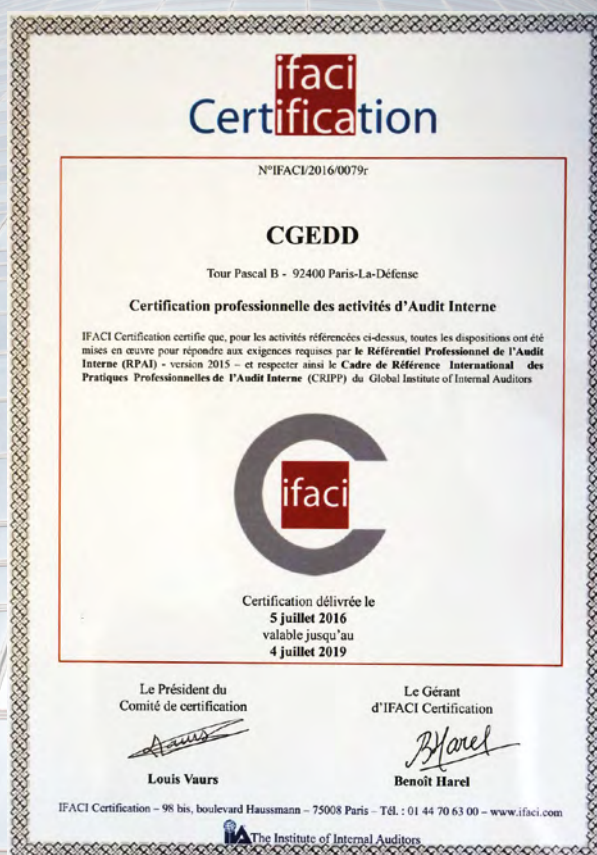 ifaci
Certification
N°IFACI/2016/0079r
CGEDD
Tour Pascal B - 92400 Paris-La-Défense
Certification professionnelle des activités d'Audit Interne
IFACI Certification certifie que, pour les activités référencées ci-dessus, toutes les dispositions ont été
mises en œuvre pour répondre aux exigences requises par le Référentiel Professionnel de l'Audit
Interne (RPAI) - version 2015 – et respecter ainsi le Cadre de Référence International des
Pratiques Professionnelles de l'Audit Interne (CRIPP) du Global Institute of Internal Auditors
ifaci
Certification délivrée le
5 juillet 2016
valable jusqu'au
4 juillet 2019
Le Président du
Comité de certification
Le Gérant
d'IFACI Certification
BHarel
Louis Vaurs
Benoît Harel
IFACI Certification – 98 bis, boulevard Haussmann – 75008 Paris – Tél. : 01 44 70 63 00 – www.ifaci.com
The Institute of Internal Auditors